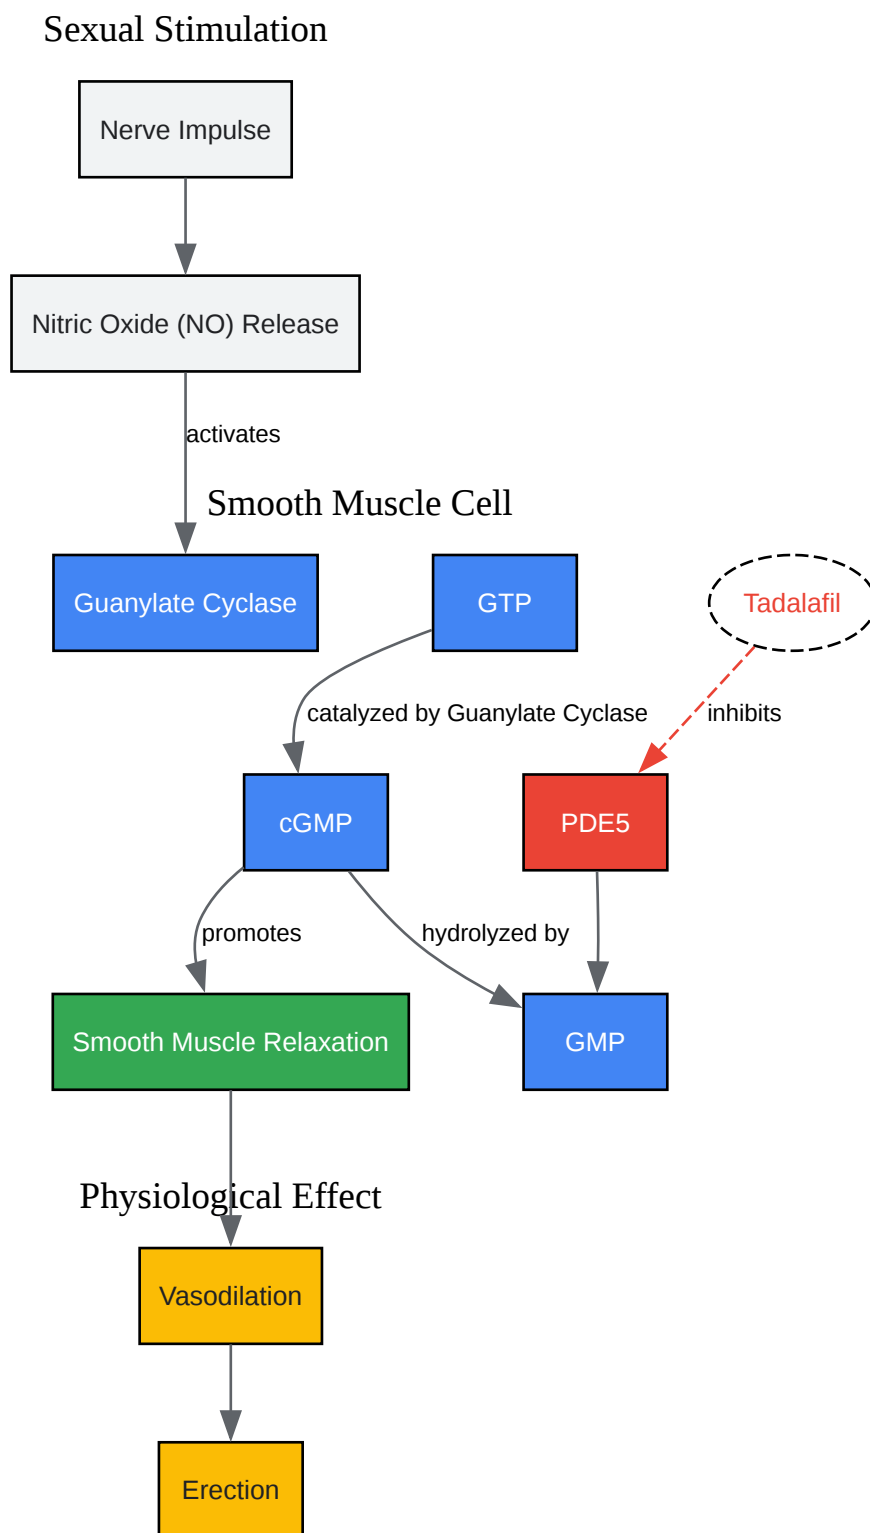 Sexual Stimulation
Nerve Impulse
Nitric Oxide (NO) Release
activates
Smooth Muscle Cell
Guanylate Cyclase
GTP
Tadalafil
catalyzed by Guanylate Cyclase
inhibits
cGMP
PDE5
promotes
hydrolyzed by
Smooth Muscle Relaxation
GMP
Physiological Effect
Vasodilation
Erection